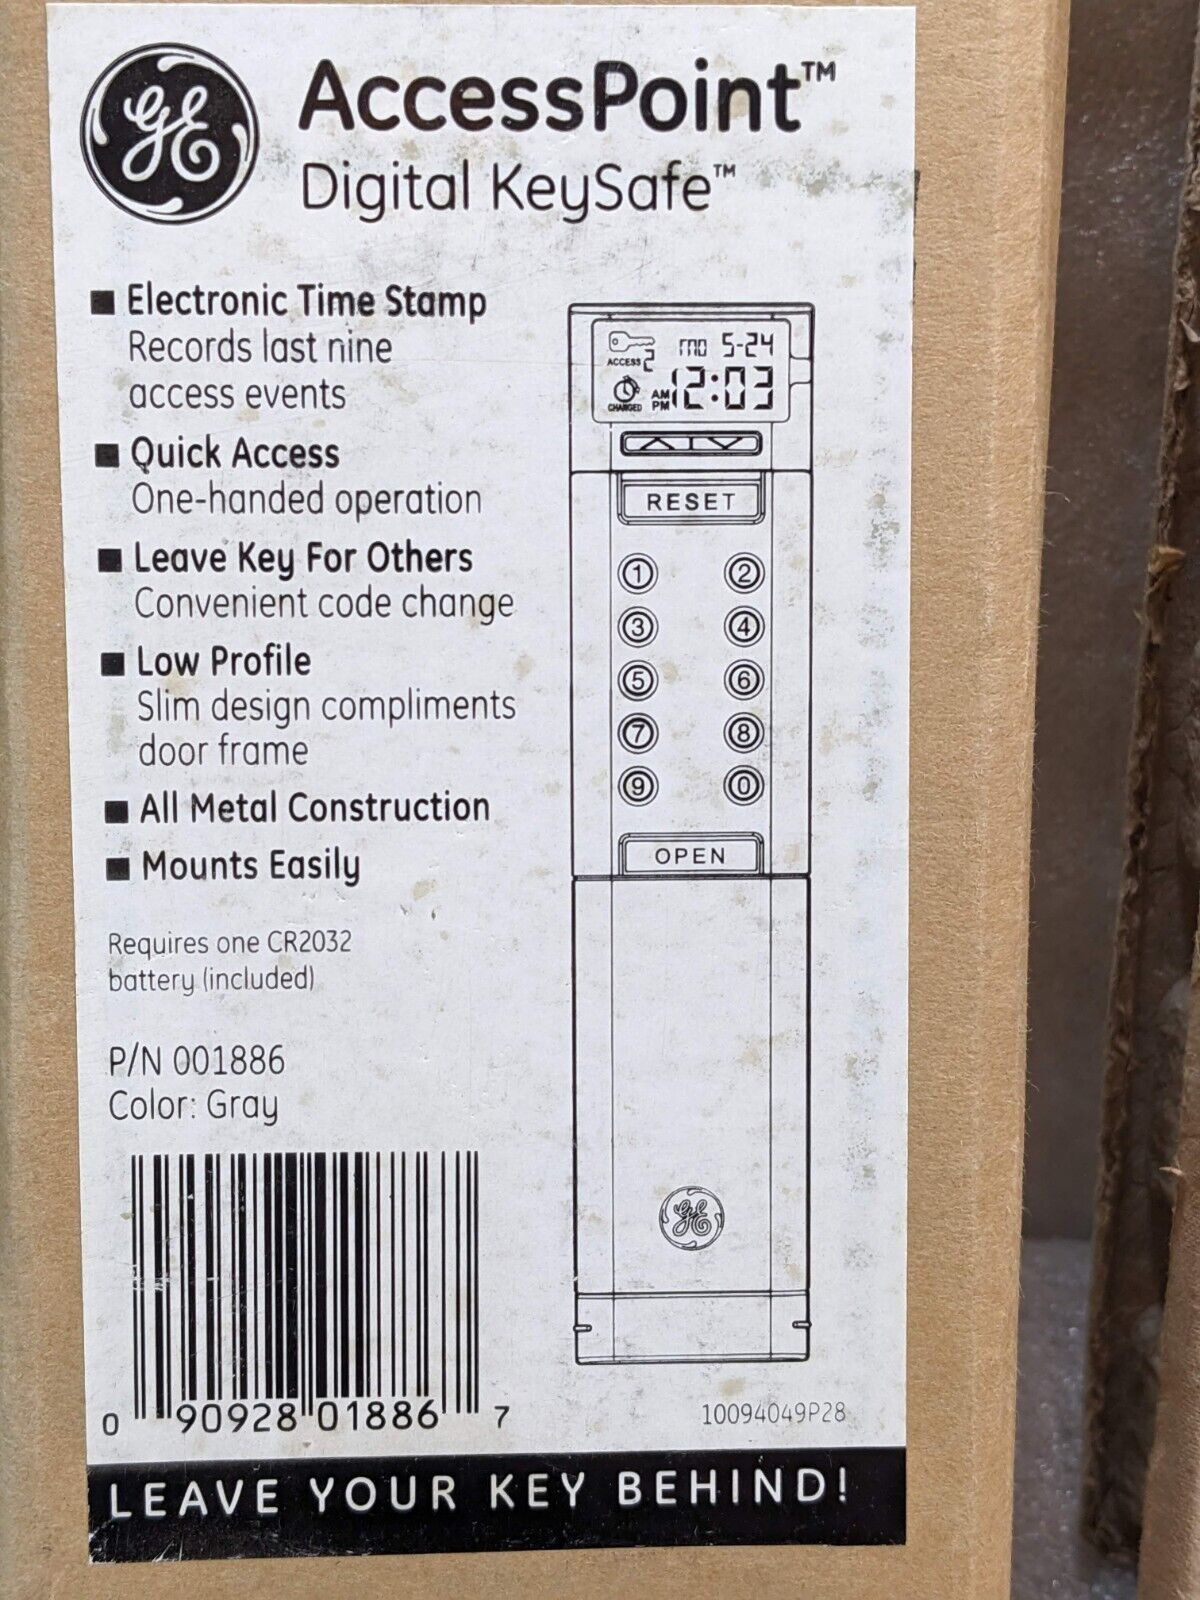 GE
AccessPoint™
Digital KeySafe™
■ Electronic Time Stamp
Records last nine
access events
■ Quick Access
One-handed operation
■ Leave Key For Others
Convenient code change
■ Low Profile
Slim design compliments
door frame
■ All Metal Construction
■ Mounts Easily
Requires one CR2032
battery (included)
P/N 001886
Color: Gray
0 90928 01886 7
ACCESS 2 MO 5-24
CHANGED AM PM 12:03
RESET
1 2
3 4
5 6
7 8
9 0
OPEN
GE
10094049P28
LEAVE YOUR KEY BEHIND!